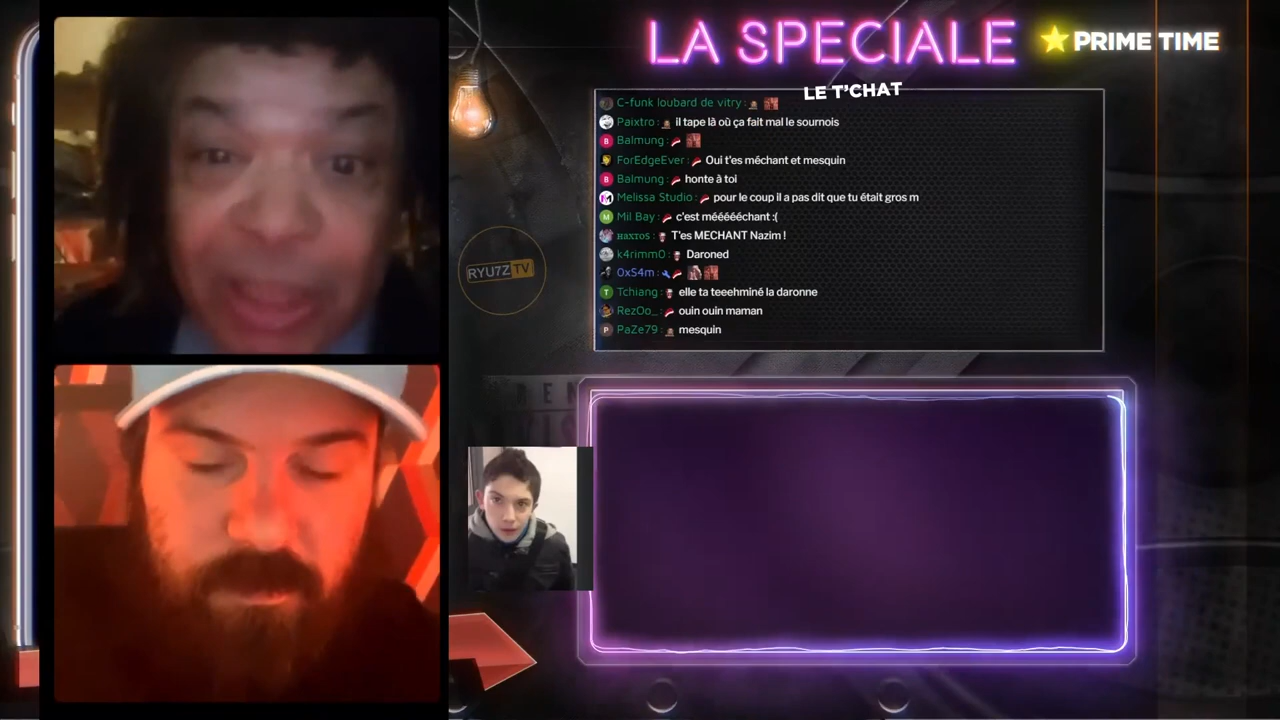 LA SPECIALE
PRIME TIME
LE T'CHAT
C-funk loubard de vitry :
Paixtro : il tape là où ça fait mal le sournois
Balmung :
ForEdgeEver : Oui t'es méchant et mesquin
Balmung : honte à toi
Melissa Studio : pour le coup il a pas dit que tu était gros m
Mil Bay : c'est méééééchant :(
HAXTOS : T'es MECHANT Nazim !
k4rimm0 : Daroned
0xS4m :
Tchiang : elle ta teeehminé la daronne
RezOo_ : ouin ouin maman
PaZe79 : mesquin
RYU7Z TV